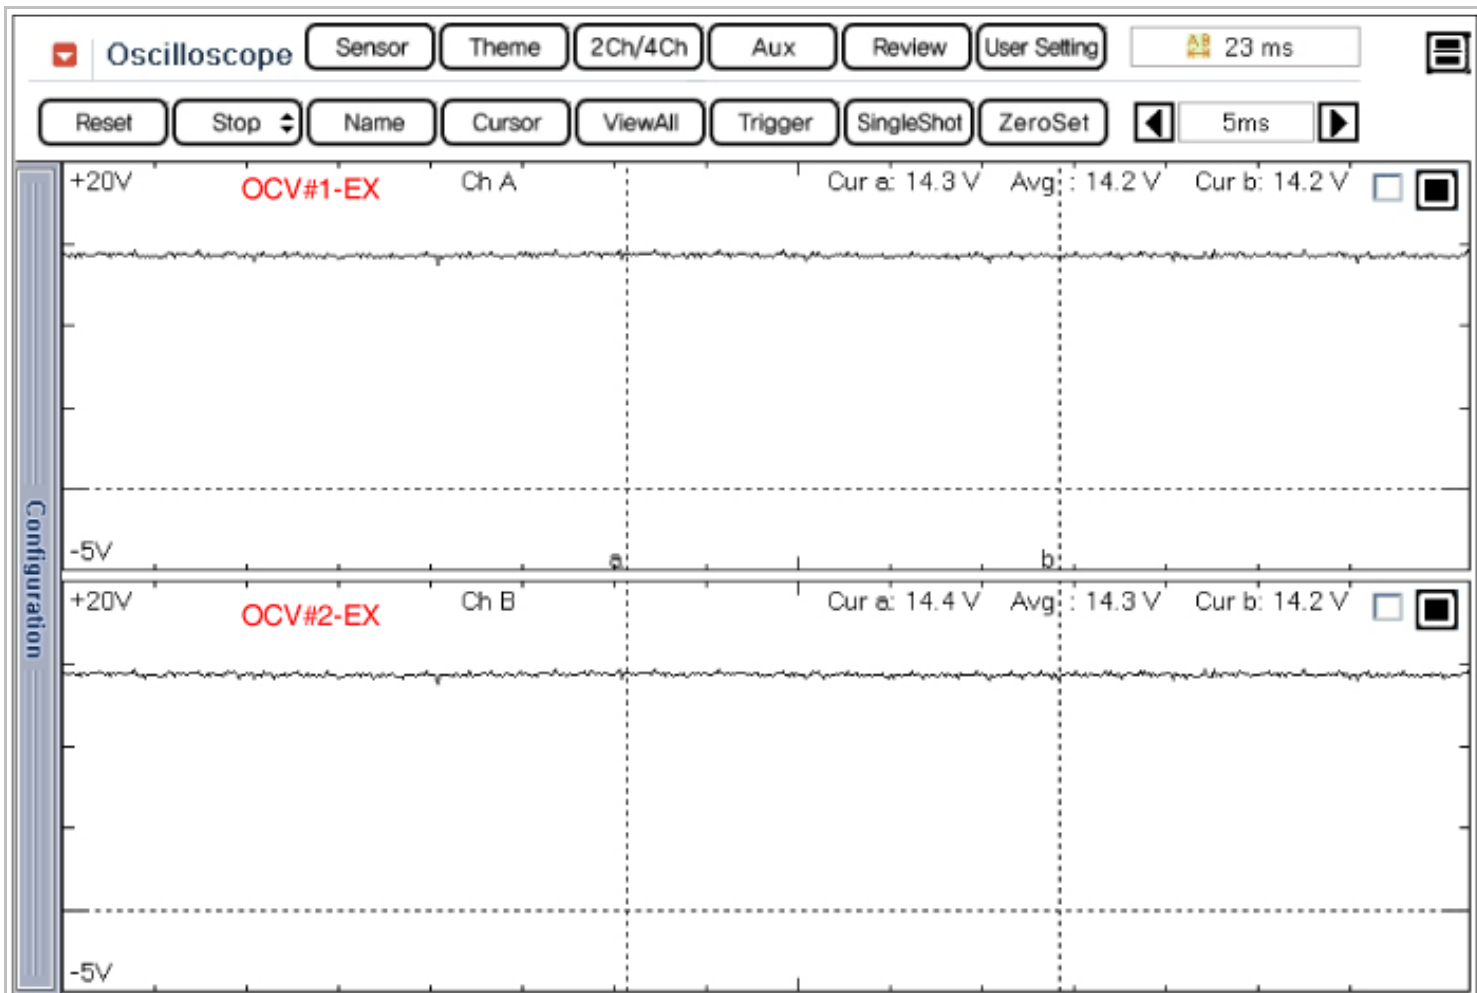 Oscilloscope Sensor Theme 2Ch/4Ch Aux Review User Setting AB 23 ms
Reset Stop Name Cursor ViewAll Trigger SingleShot ZeroSet 5ms
Configuration
+20V OCV#1-EX Ch A Cur a: 14.3 V Avg. : 14.2 V Cur b: 14.2 V
-5V a b
+20V OCV#2-EX Ch B Cur a: 14.4 V Avg. : 14.3 V Cur b: 14.2 V
-5V